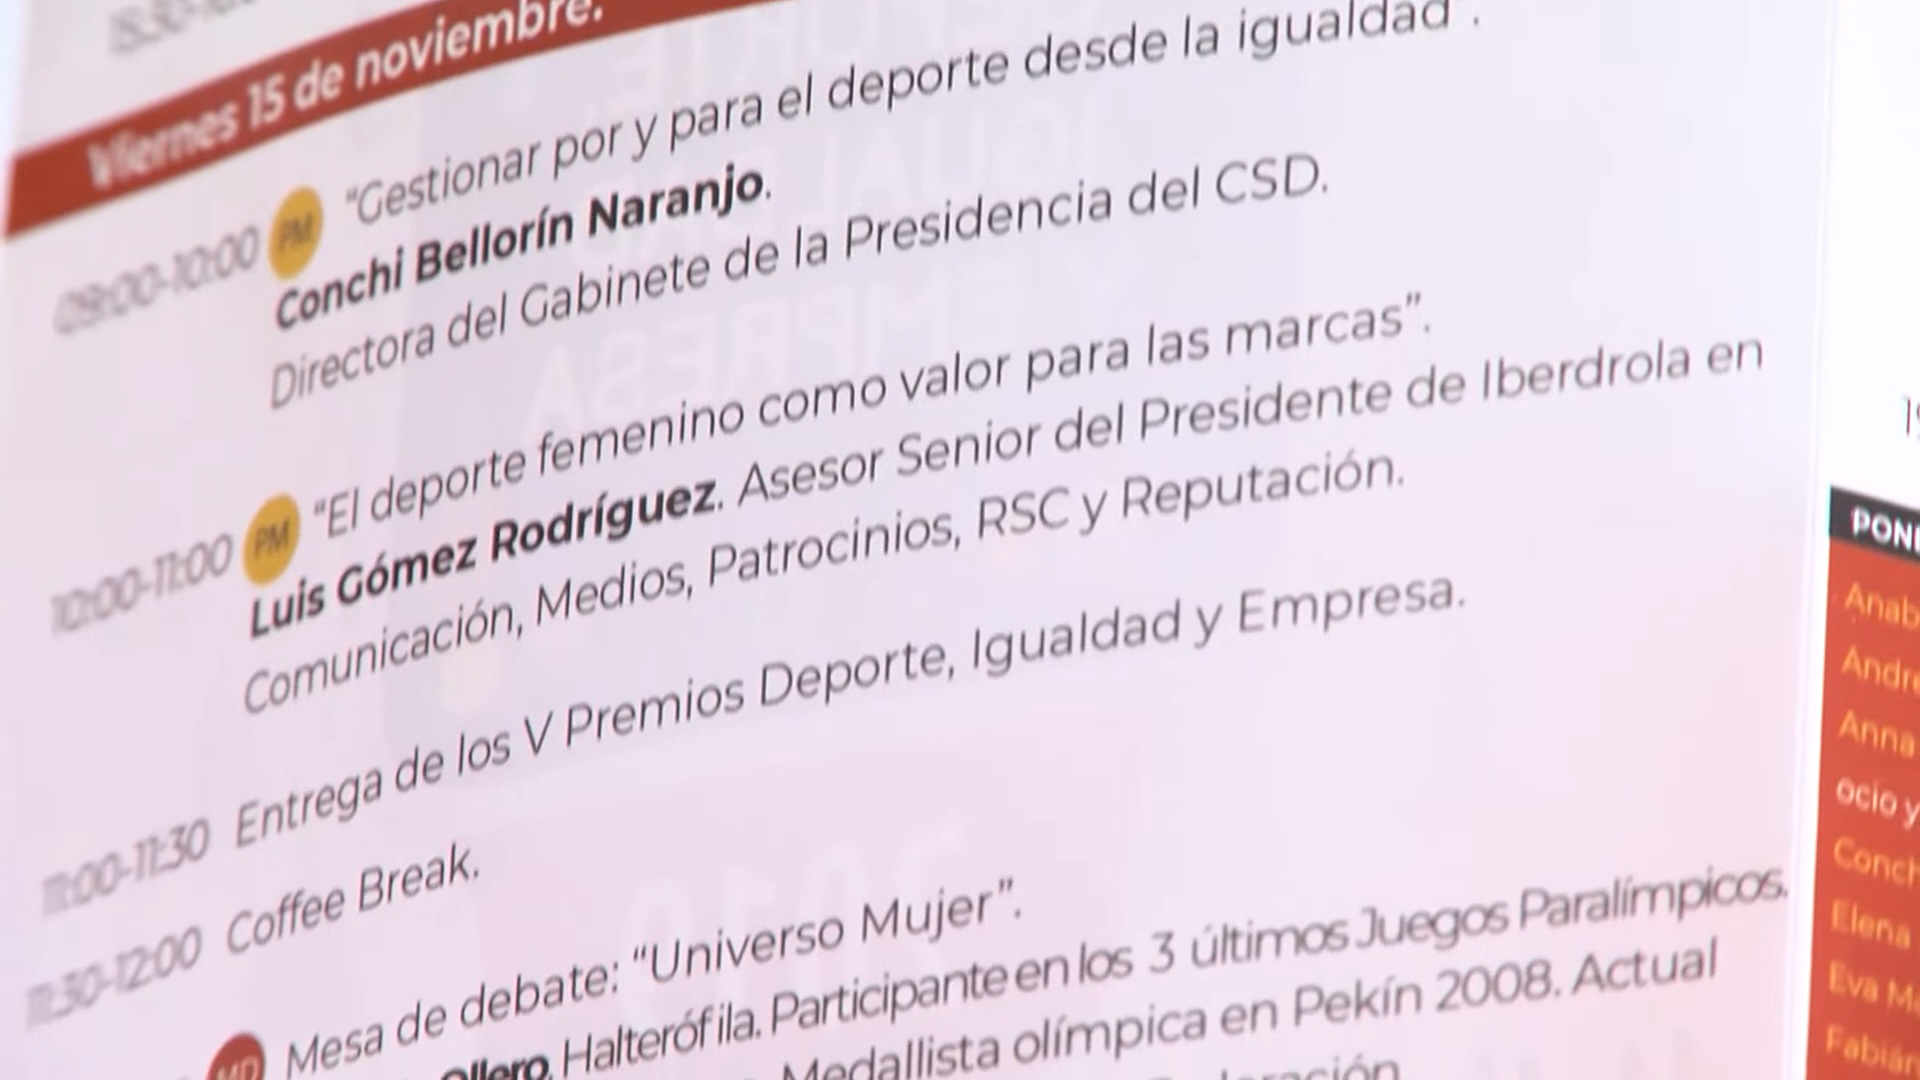 Viernes 15 de noviembre.
09:00-10:00 PM "Gestionar por y para el deporte desde la igualdad".
Conchi Bellorín Naranjo.
Directora del Gabinete de la Presidencia del CSD.
10:00-11:00 PM "El deporte femenino como valor para las marcas".
Luis Gómez Rodríguez. Asesor Senior del Presidente de Iberdrola en
Comunicación, Medios, Patrocinios, RSC y Reputación.
11:00-11:30 Entrega de los V Premios Deporte, Igualdad y Empresa.
11:30-12:00 Coffee Break.
MD Mesa de debate: "Universo Mujer".
Ollero. Halterófila. Participante en los 3 últimos Juegos Paralímpicos.
Medallista olímpica en Pekín 2008. Actual
PON
Anab
Andre
Anna
ocio y
Conch
Elena
Eva M
Fabián